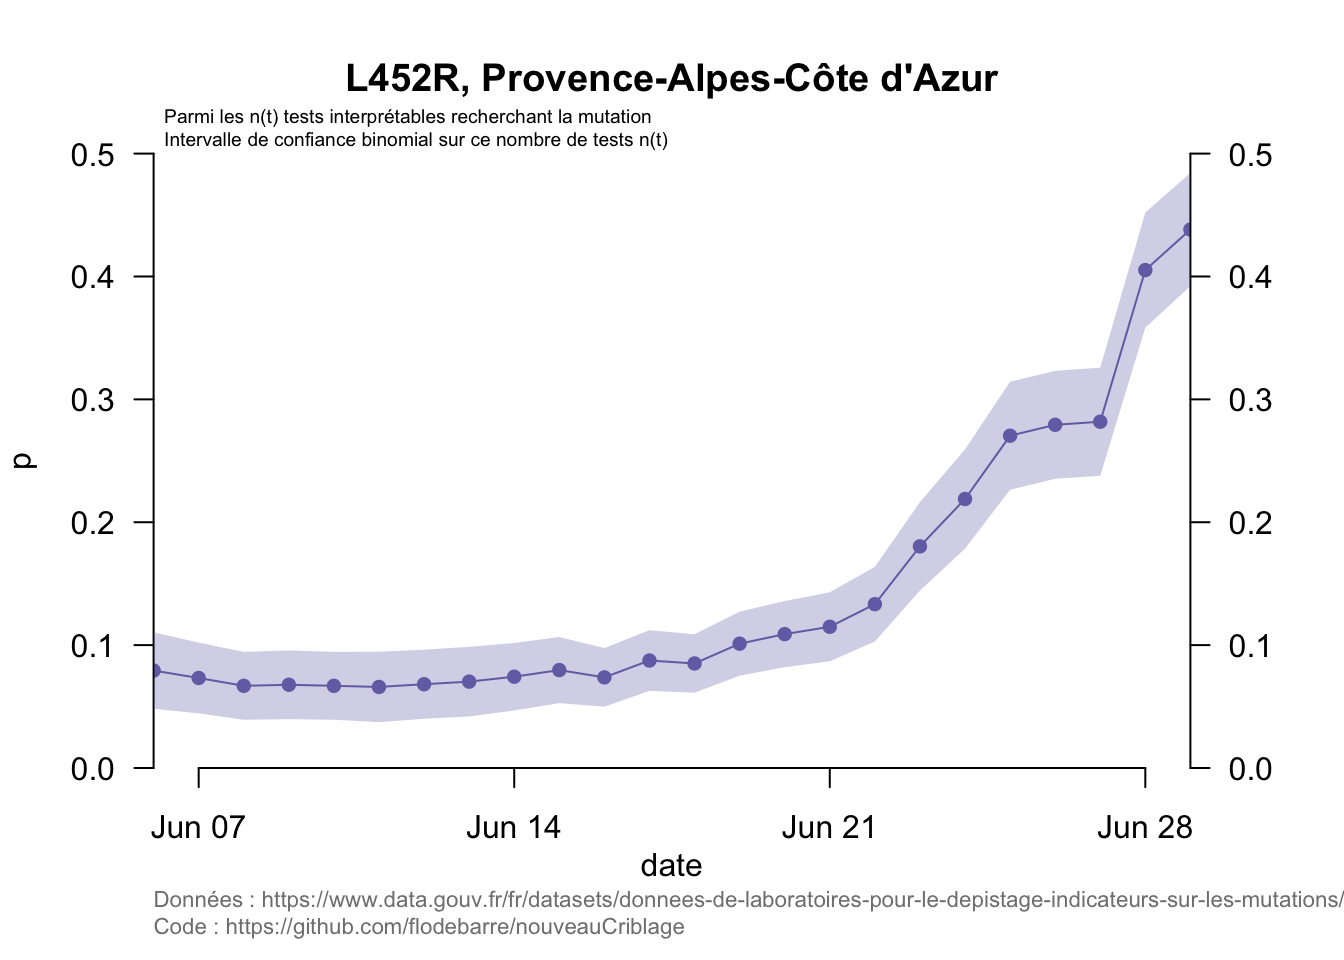 L452R, Provence-Alpes-Côte d'Azur
Parmi les n(t) tests interprétables recherchant la mutation
Intervalle de confiance binomial sur ce nombre de tests n(t)
0.5
0.4
0.3
0.2
0.1
0.0
p
0.5
0.4
0.3
0.2
0.1
0.0
Jun 07 Jun 14 Jun 21 Jun 28
date
Données : https://www.data.gouv.fr/fr/datasets/donnees-de-laboratoires-pour-le-depistage-indicateurs-sur-les-mutations/
Code : https://github.com/flodebarre/nouveauCriblage